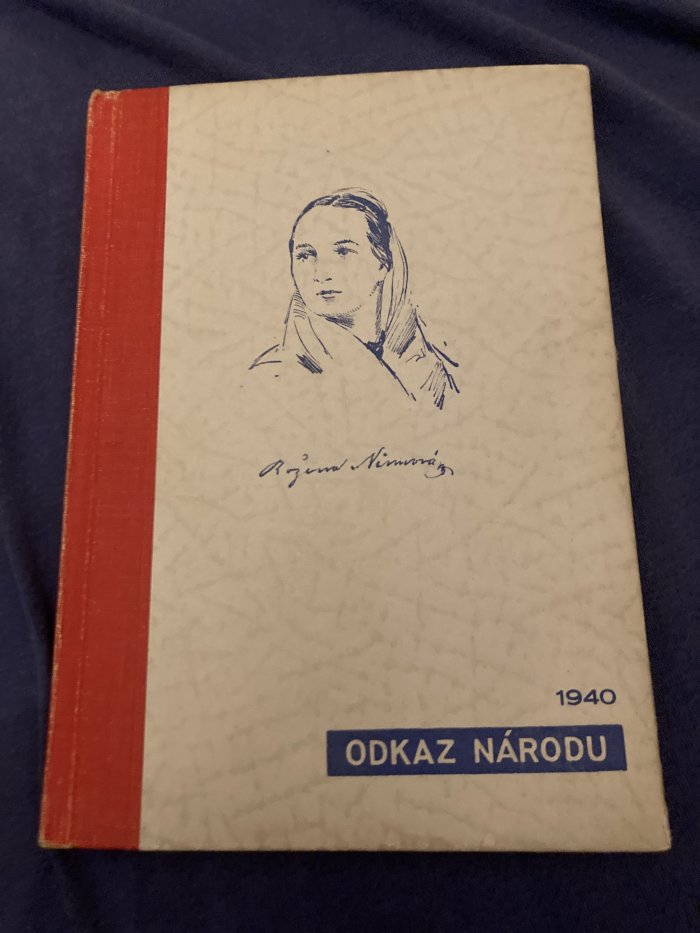 Božena Němcová
1940
ODKAZ NÁRODU